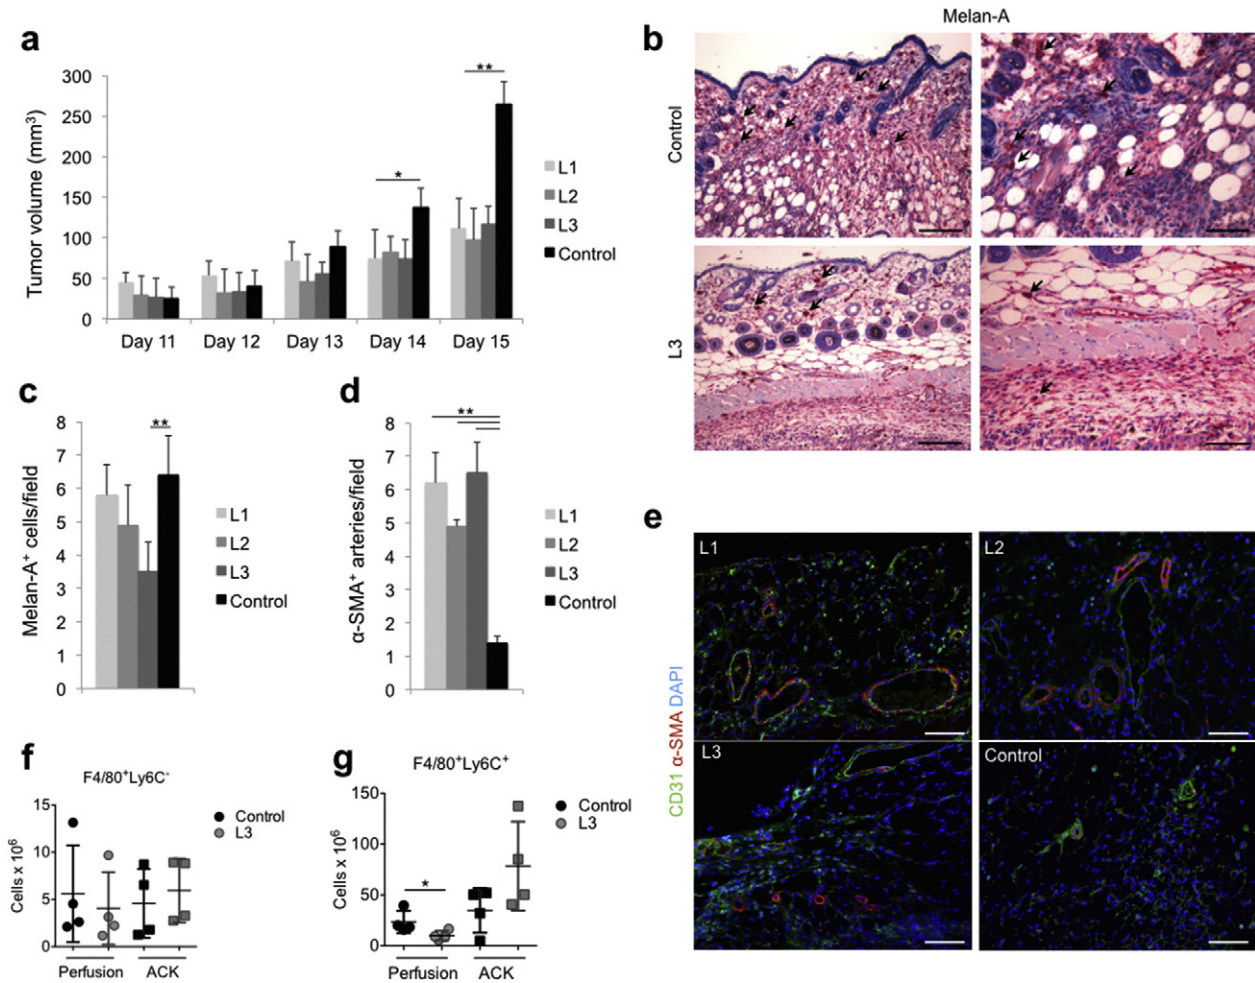 a
Tumor volume (mm³)
300
250
200
150
100
50
0
*
**
Day 11 Day 12 Day 13 Day 14 Day 15
L1
L2
L3
Control
b
Melan-A
Control
L3
c
Melan-A⁺ cells/field
8
7
6
5
4
3
2
1
0
**
L1
L2
L3
Control
d
α-SMA⁺ arteries/field
8
7
6
5
4
3
2
1
0
**
L1
L2
L3
Control
e
CD31 α-SMA DAPI
L1
L2
L3
Control
f
F4/80⁺Ly6C⁻
Cells x 10⁶
15
10
5
0
Perfusion ACK
Control
L3
g
F4/80⁺Ly6C⁺
Cells x 10⁶
150
100
50
0
*
Perfusion ACK
Control
L3